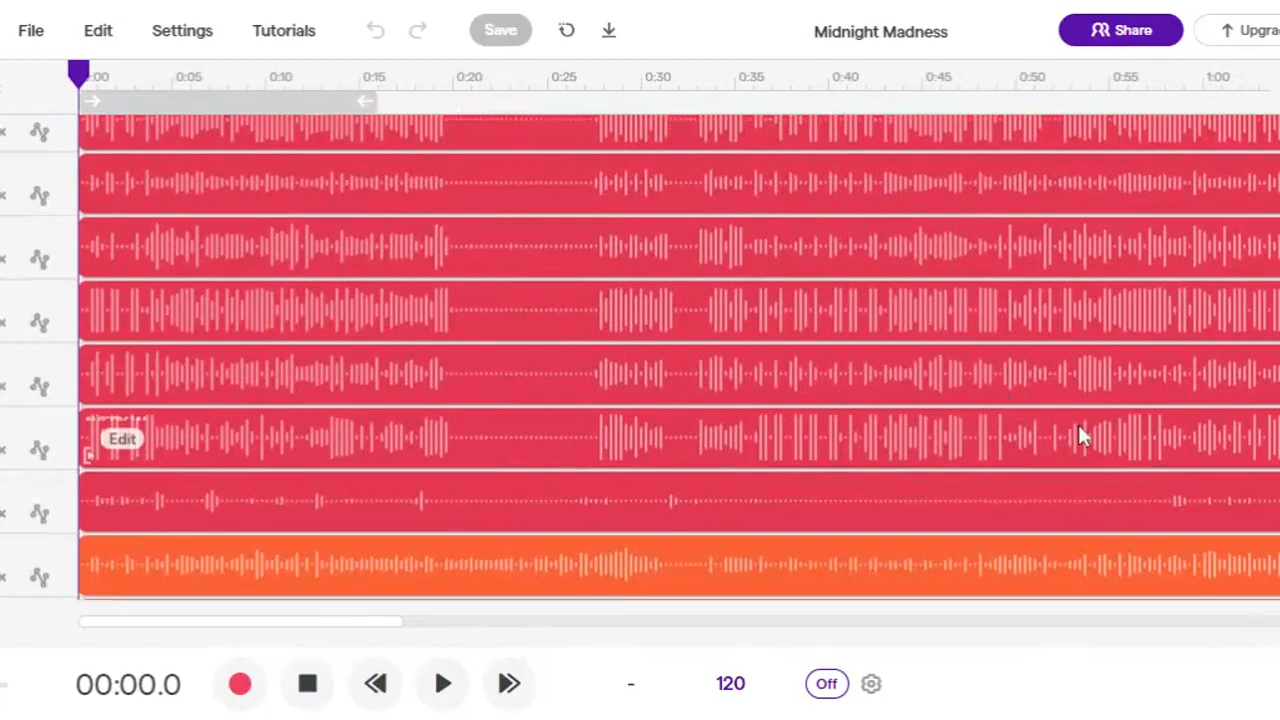 File Edit Settings Tutorials Save Midnight Madness Share Upgra
:00 0:05 0:10 0:15 0:20 0:25 0:30 0:35 0:40 0:45 0:50 0:55 1:00
Edit
00:00.0 - 120 Off